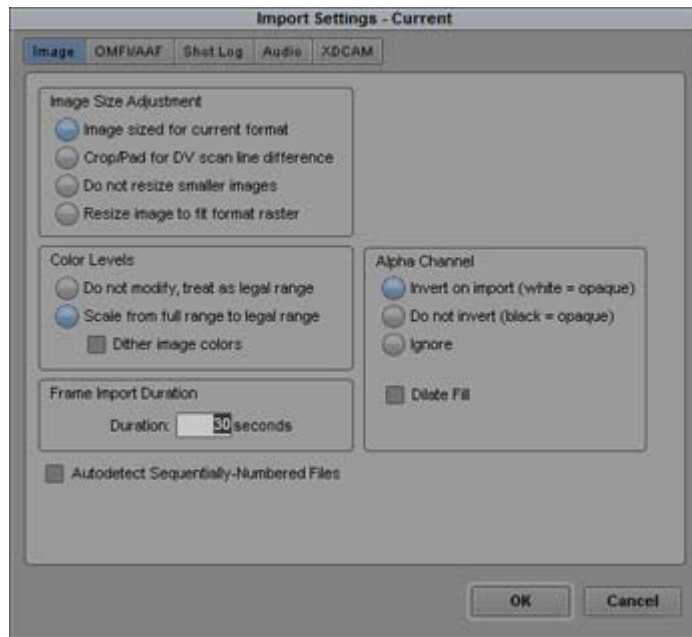 Import Settings - Current
Image OMFI/AAF Shot Log Audio XDCAM
Image Size Adjustment
Image sized for current format
Crop/Pad for DV scan line difference
Do not resize smaller images
Resize image to fit format raster
Color Levels
Do not modify, treat as legal range
Scale from full range to legal range
Dither image colors
Alpha Channel
Invert on import (white = opaque)
Do not invert (black = opaque)
Ignore
Dilate Fill
Frame Import Duration
Duration: 30 seconds
Autodetect Sequentially-Numbered Files
OK Cancel